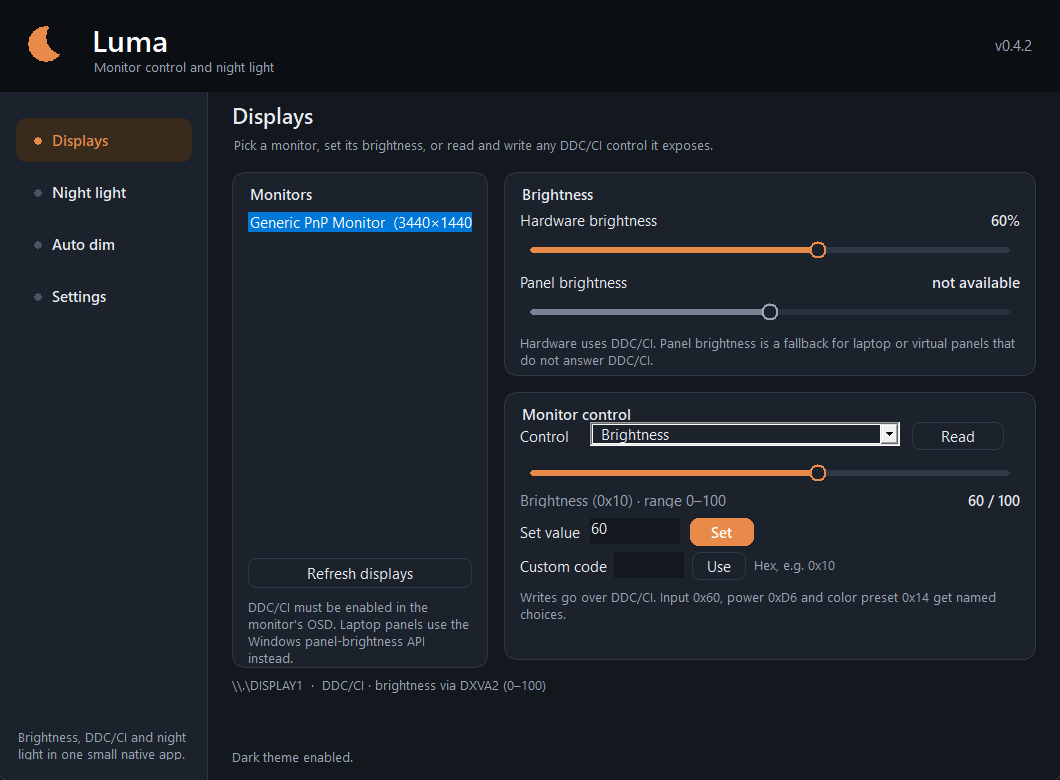 Luma
Monitor control and night light
v0.4.2
Displays
Night light
Auto dim
Settings
Brightness, DDC/CI and night
light in one small native app.
Displays
Pick a monitor, set its brightness, or read and write any DDC/CI control it exposes.
Monitors
Generic PnP Monitor (3440×1440
Refresh displays
DDC/CI must be enabled in the
monitor's OSD. Laptop panels use the
Windows panel-brightness API
instead.
Brightness
Hardware brightness 60%
Panel brightness not available
Hardware uses DDC/CI. Panel brightness is a fallback for laptop or virtual panels that
do not answer DDC/CI.
Monitor control
Control Brightness Read
Brightness (0x10) · range 0–100 60 / 100
Set value 60 Set
Custom code Use Hex, e.g. 0x10
Writes go over DDC/CI. Input 0x60, power 0xD6 and color preset 0x14 get named
choices.
\\.\DISPLAY1 · DDC/CI · brightness via DXVA2 (0–100)
Dark theme enabled.